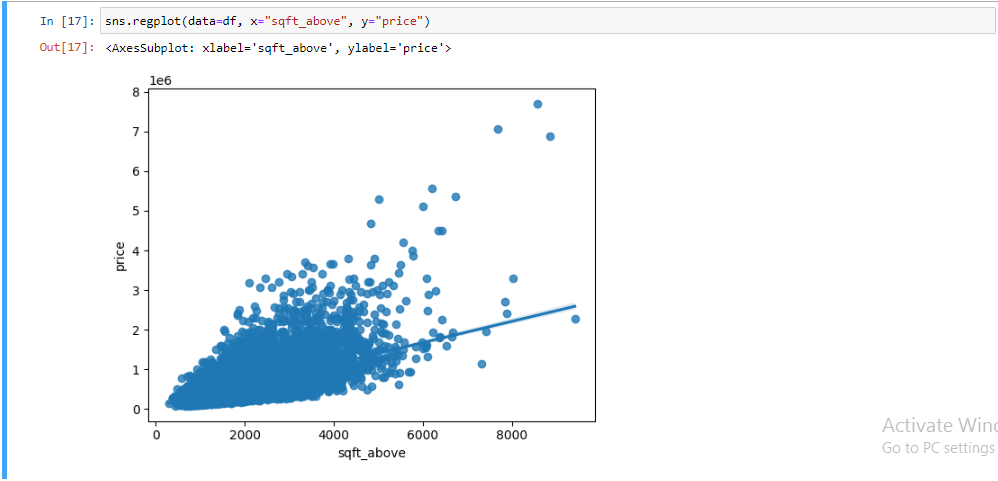 In [17]: sns.regplot(data=df, x="sqft_above", y="price")
Out[17]: <AxesSubplot: xlabel='sqft_above', ylabel='price'>
1e6
8
7
6
5
4
3
2
1
0
price
0 2000 4000 6000 8000
sqft_above
Activate Winc
Go to PC settings